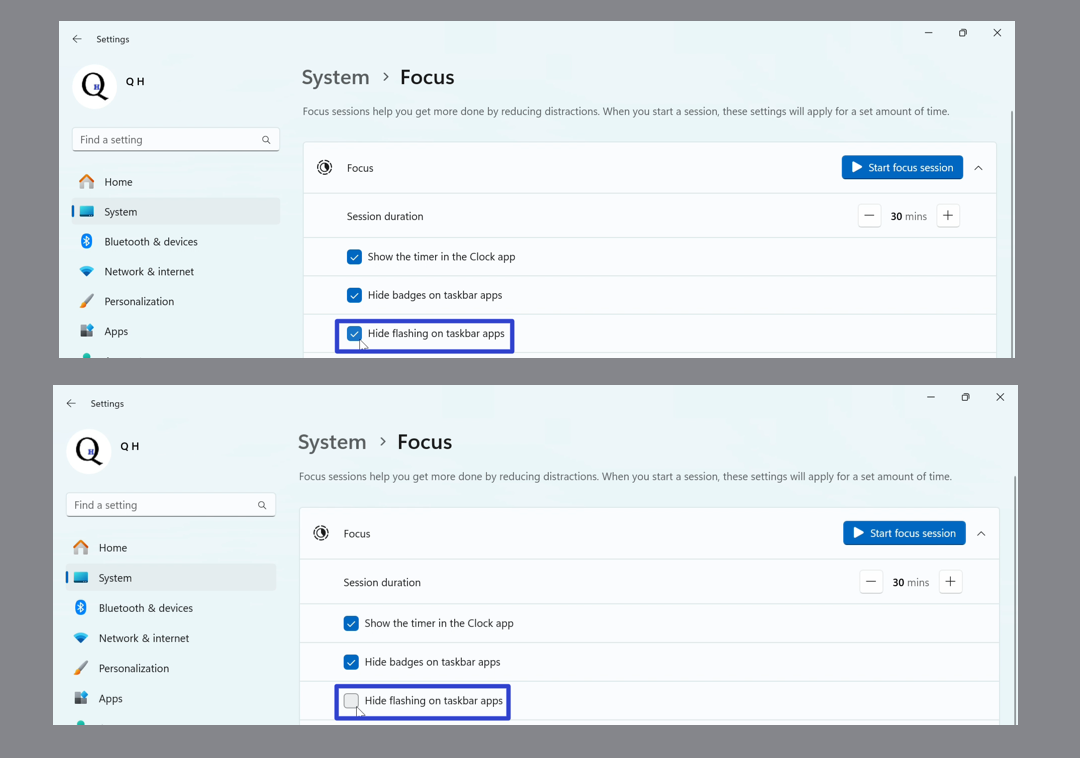 Settings
Q H
Q H
System > Focus
Focus sessions help you get more done by reducing distractions. When you start a session, these settings will apply for a set amount of time.
Find a setting
Focus
Start focus session
Home
System
Session duration
30 mins
Bluetooth & devices
Show the timer in the Clock app
Network & internet
Hide badges on taskbar apps
Personalization
Apps
Hide flashing on taskbar apps
Settings
Q H
Q H
System > Focus
Focus sessions help you get more done by reducing distractions. When you start a session, these settings will apply for a set amount of time.
Find a setting
Focus
Start focus session
Home
System
Session duration
30 mins
Bluetooth & devices
Show the timer in the Clock app
Network & internet
Hide badges on taskbar apps
Personalization
Apps
Hide flashing on taskbar apps